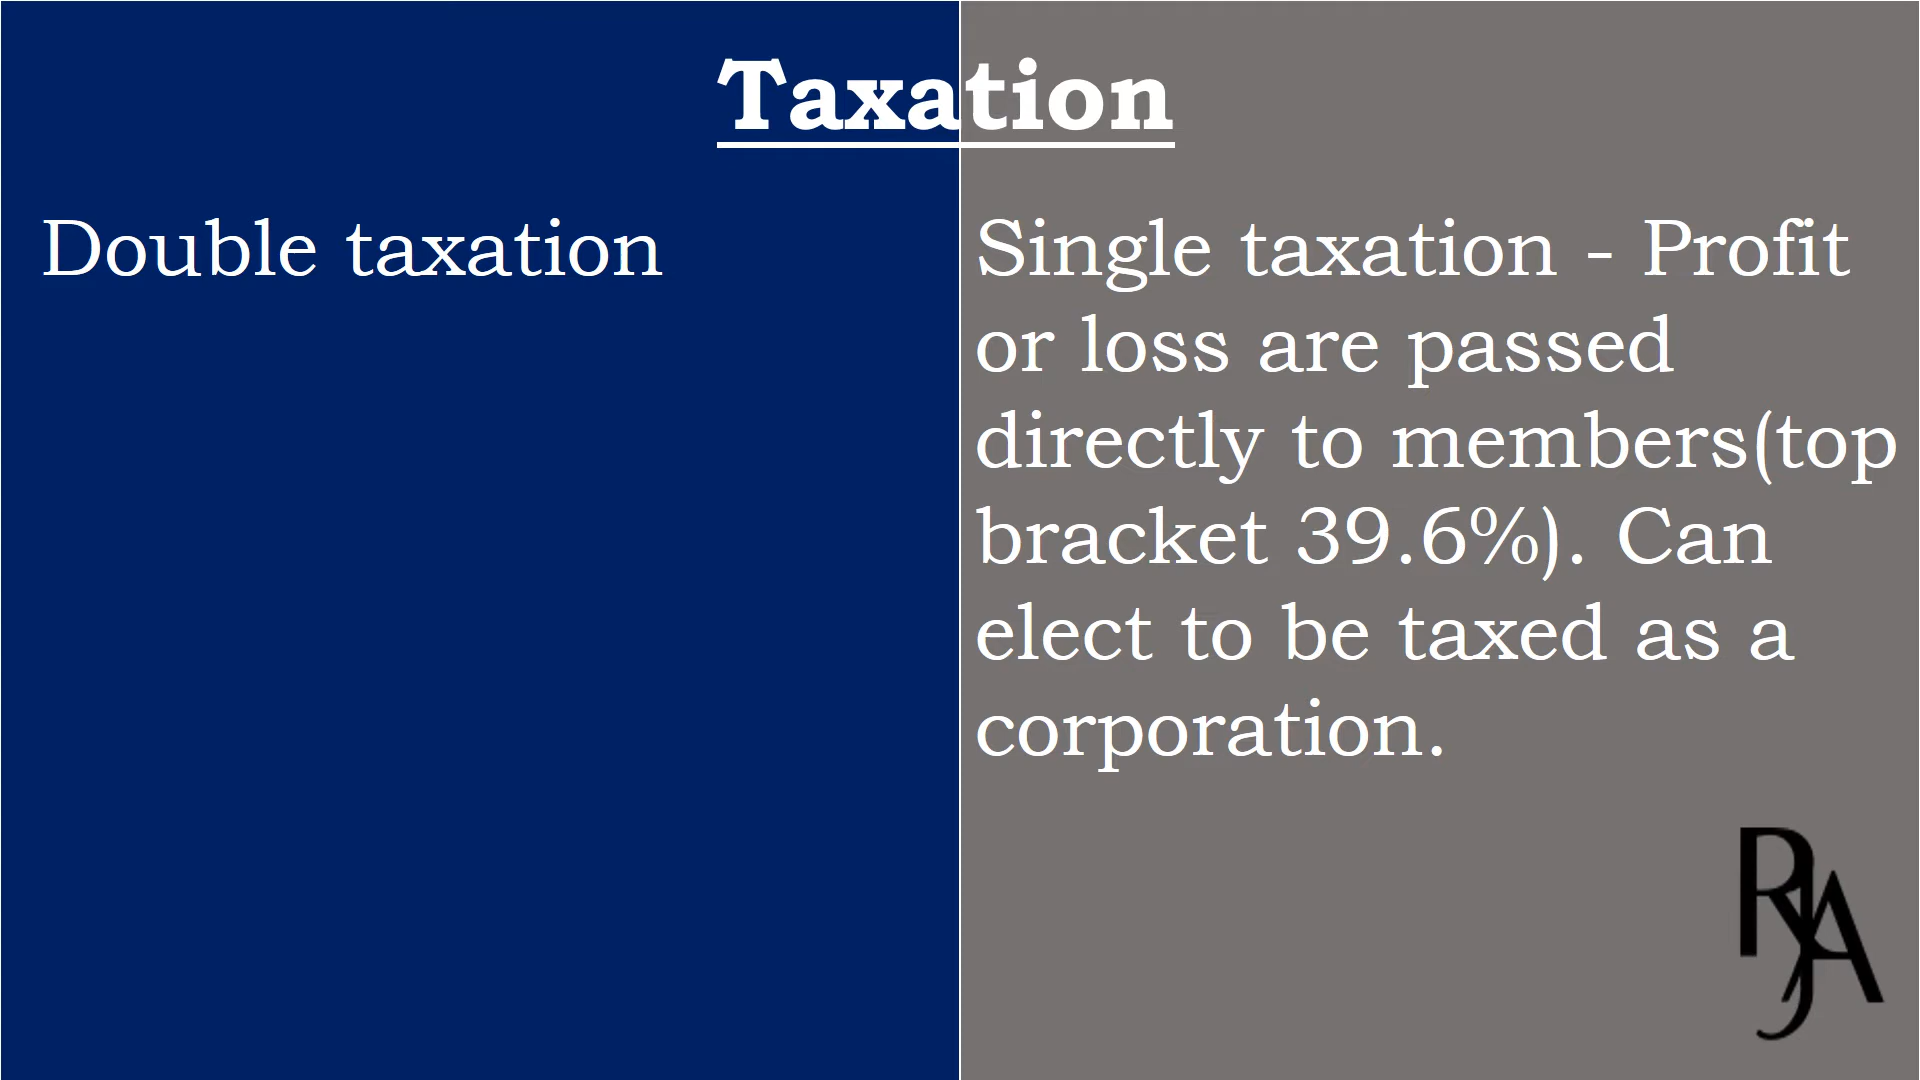 Taxation
Double taxation
Single taxation - Profit
or loss are passed
directly to members(top
bracket 39.6%). Can
elect to be taxed as a
corporation.
RJA